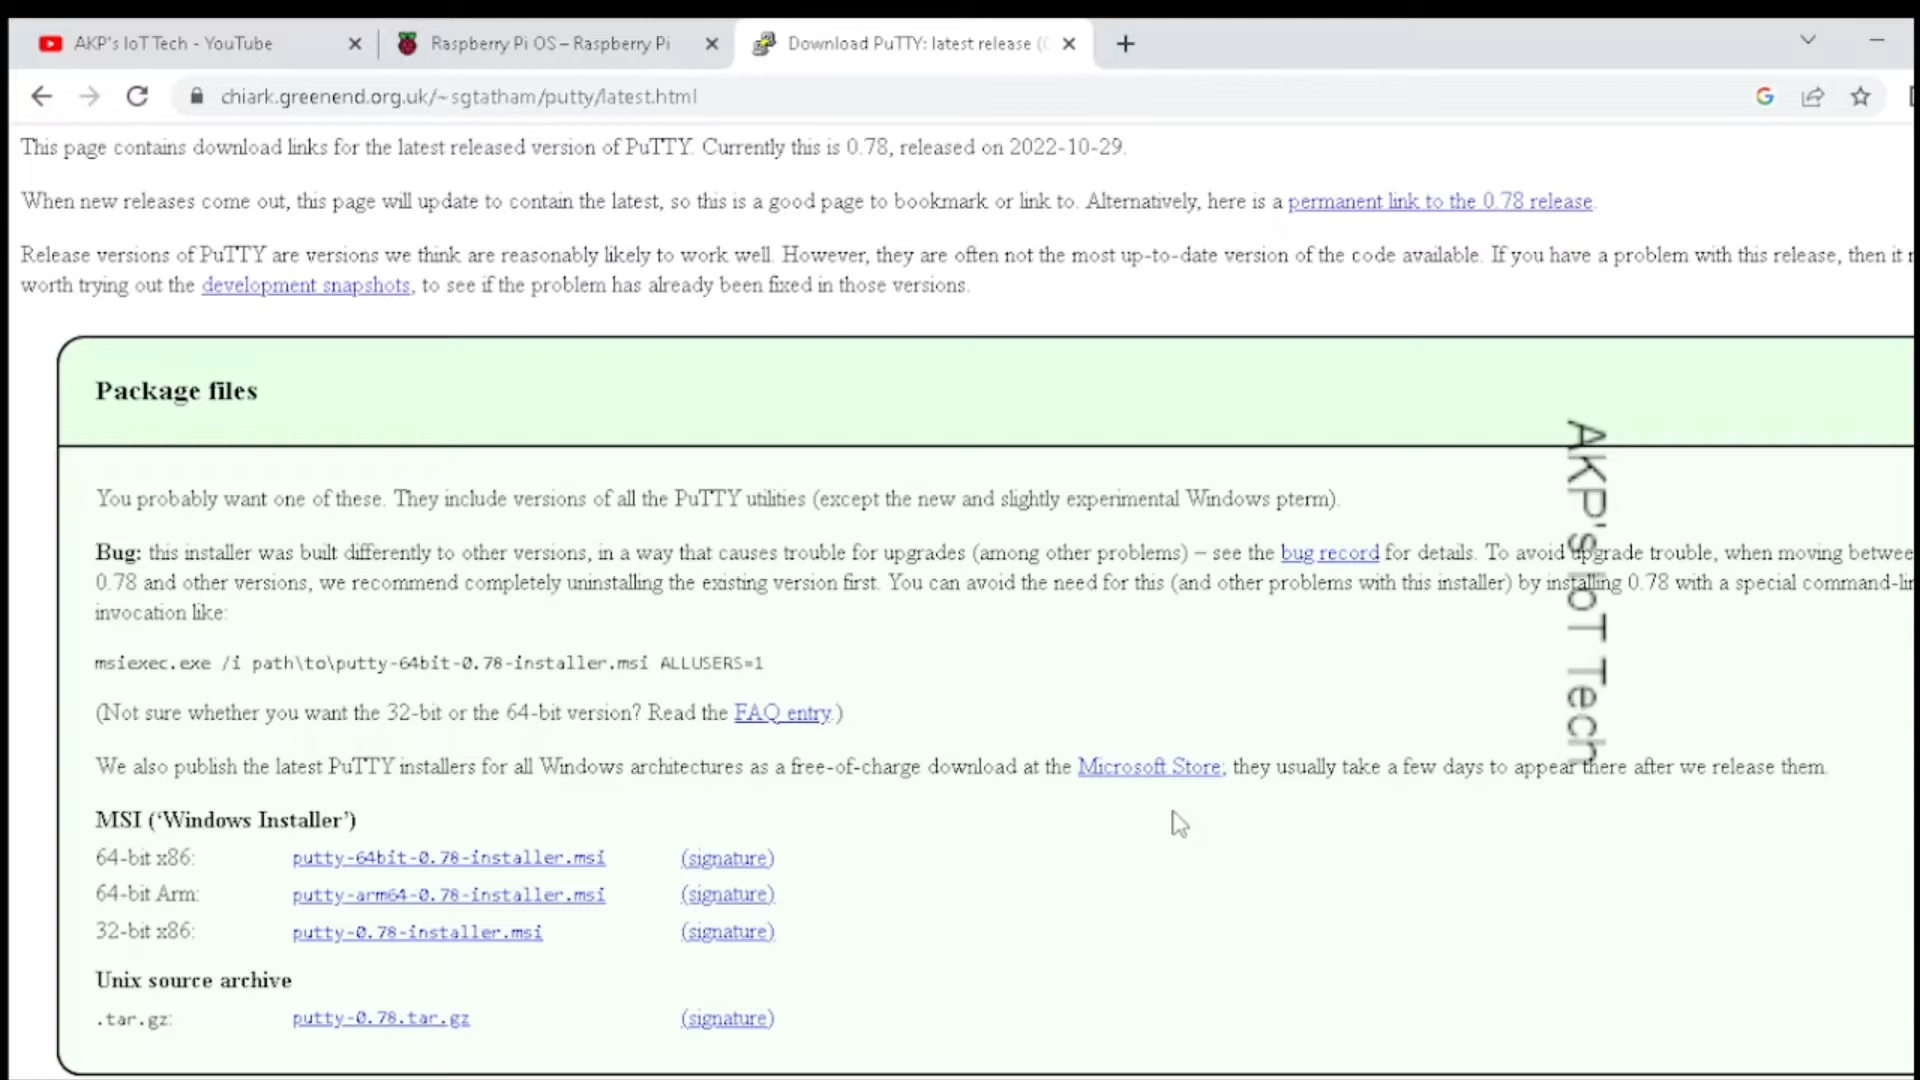 AKP's IoT Tech - YouTube
Raspberry Pi OS – Raspberry Pi
Download PuTTY: latest release (
chiark.greenend.org.uk/~sgtatham/putty/latest.html
This page contains download links for the latest released version of PuTTY. Currently this is 0.78, released on 2022-10-29.
When new releases come out, this page will update to contain the latest, so this is a good page to bookmark or link to. Alternatively, here is a permanent link to the 0.78 release.
Release versions of PuTTY are versions we think are reasonably likely to work well. However, they are often not the most up-to-date version of the code available. If you have a problem with this release, then it
worth trying out the development snapshots, to see if the problem has already been fixed in those versions.
Package files
You probably want one of these. They include versions of all the PuTTY utilities (except the new and slightly experimental Windows pterm).
Bug: this installer was built differently to other versions, in a way that causes trouble for upgrades (among other problems) – see the bug record for details. To avoid upgrade trouble, when moving betwee
0.78 and other versions, we recommend completely uninstalling the existing version first. You can avoid the need for this (and other problems with this installer) by installing 0.78 with a special command-li
invocation like:
msiexec.exe /i path\to\putty-64bit-0.78-installer.msi ALLUSERS=1
(Not sure whether you want the 32-bit or the 64-bit version? Read the FAQ entry.)
We also publish the latest PuTTY installers for all Windows architectures as a free-of-charge download at the Microsoft Store; they usually take a few days to appear there after we release them.
MSI (‘Windows Installer’)
64-bit x86: putty-64bit-0.78-installer.msi (signature)
64-bit Arm: putty-arm64-0.78-installer.msi (signature)
32-bit x86: putty-0.78-installer.msi (signature)
Unix source archive
.tar.gz: putty-0.78.tar.gz (signature)
AKP's IoT Tech